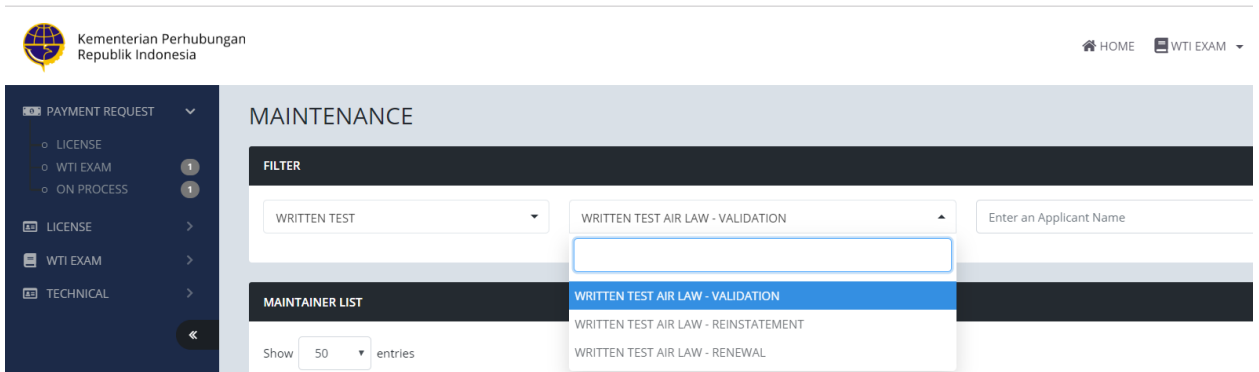 Kementerian Perhubungan
Republik Indonesia
HOME
WTI EXAM
PAYMENT REQUEST
LICENSE
WTI EXAM 1
ON PROCESS 1
LICENSE
WTI EXAM
TECHNICAL
MAINTENANCE
FILTER
WRITTEN TEST
WRITTEN TEST AIR LAW - VALIDATION
Enter an Applicant Name
WRITTEN TEST AIR LAW - VALIDATION
WRITTEN TEST AIR LAW - REINSTATEMENT
WRITTEN TEST AIR LAW - RENEWAL
MAINTAINER LIST
Show 50 entries